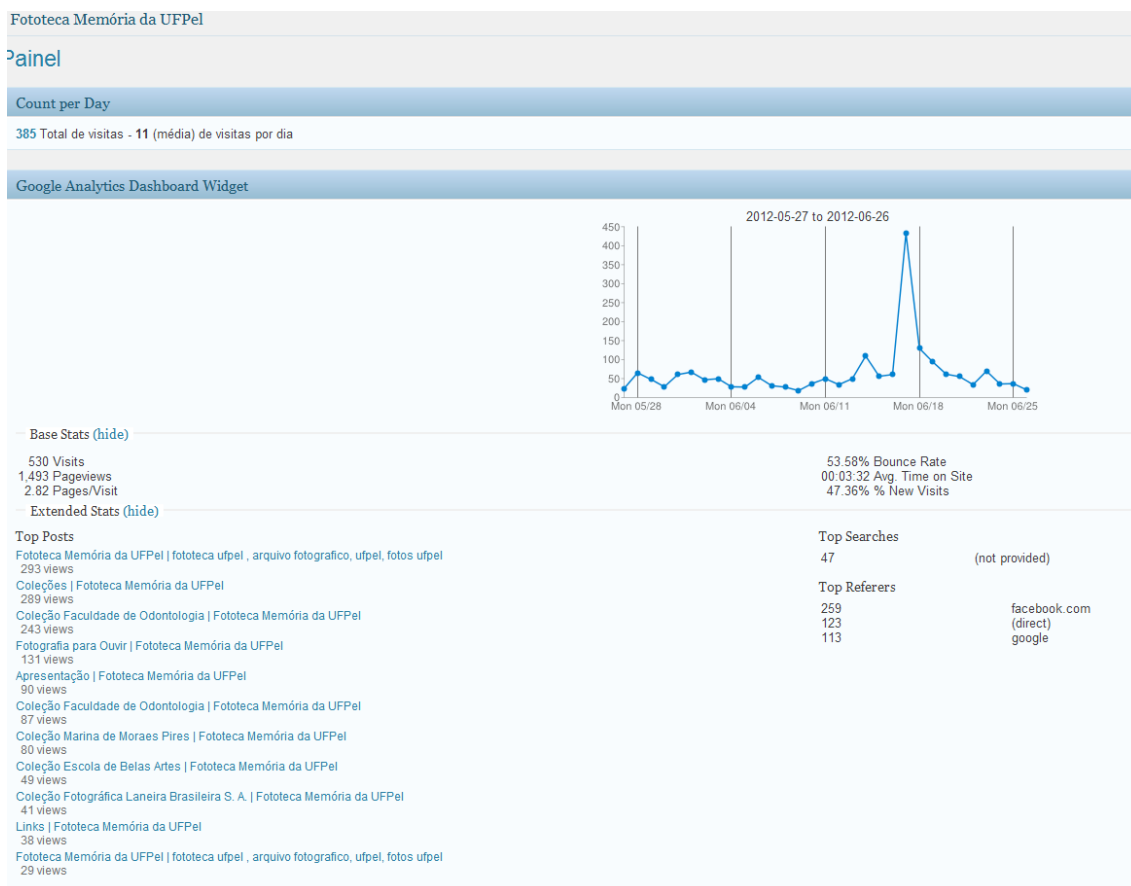 Fototeca Memória da UFPel
Painel
Count per Day
385 Total de visitas - 11 (média) de visitas por dia
Google Analytics Dashboard Widget
2012-05-27 to 2012-06-26
450
400
350
300
250
200
150
100
50
0
Mon 05/28 Mon 06/04 Mon 06/11 Mon 06/18 Mon 06/25
Base Stats (hide)
530 Visits
1,493 Pageviews
2.82 Pages/Visit
53.58% Bounce Rate
00:03:32 Avg. Time on Site
47.36% % New Visits
Extended Stats (hide)
Top Posts
Fototeca Memória da UFPel | fototeca ufpel , arquivo fotografico, ufpel, fotos ufpel
293 views
Coleções | Fototeca Memória da UFPel
289 views
Coleção Faculdade de Odontologia | Fototeca Memória da UFPel
243 views
Fotografia para Ouvir | Fototeca Memória da UFPel
131 views
Apresentação | Fototeca Memória da UFPel
90 views
Coleção Faculdade de Odontologia | Fototeca Memória da UFPel
87 views
Coleção Marina de Moraes Pires | Fototeca Memória da UFPel
80 views
Coleção Escola de Belas Artes | Fototeca Memória da UFPel
49 views
Coleção Fotográfica Laneira Brasileira S. A. | Fototeca Memória da UFPel
41 views
Links | Fototeca Memória da UFPel
38 views
Fototeca Memória da UFPel | fototeca ufpel , arquivo fotografico, ufpel, fotos ufpel
29 views
Top Searches
47 (not provided)
Top Referers
259 facebook.com
123 (direct)
113 google